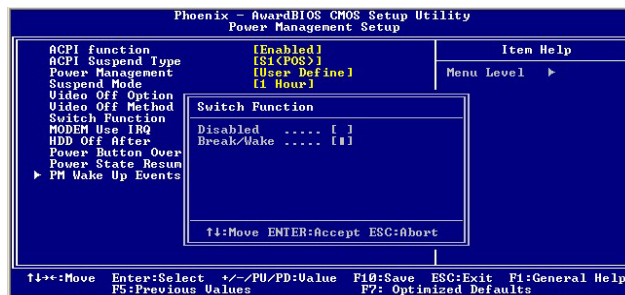 Phoenix - AwardBIOS CMOS Setup Utility
Power Management Setup
ACPI function [Enabled]
ACPI Suspend Type [S1(POS)]
Power Management [User Define]
Suspend Mode [1 Hour]
Video Off Option
Video Off Method
Switch Function
MODEM Use IRQ
HDD Off After
Power Button Over
Power State Resum
▶ PM Wake Up Events
Switch Function
Disabled ..... [ ]
Break/Wake ..... [■]
↑↓:Move ENTER:Accept ESC:Abort
Item Help
Menu Level ▶
↑↓→←:Move Enter:Select +/-/PU/PD:Value F10:Save ESC:Exit F1:General Help
F5:Previous Values F7: Optimized Defaults